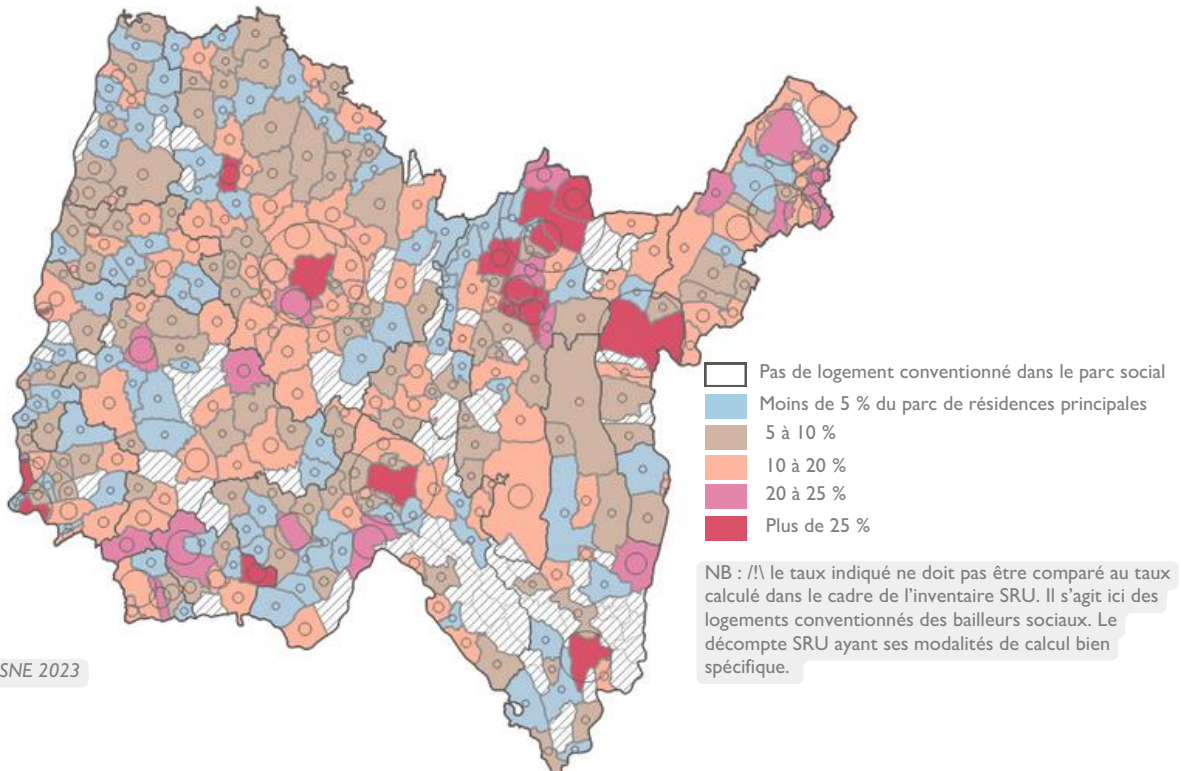 Pas de logement conventionné dans le parc social
Moins de 5 % du parc de résidences principales
5 à 10 %
10 à 20 %
20 à 25 %
Plus de 25 %
NB : /!\ le taux indiqué ne doit pas être comparé au taux
calculé dans le cadre de l’inventaire SRU. Il s’agit ici des
logements conventionnés des bailleurs sociaux. Le
décompte SRU ayant ses modalités de calcul bien
spécifique.
SNE 2023